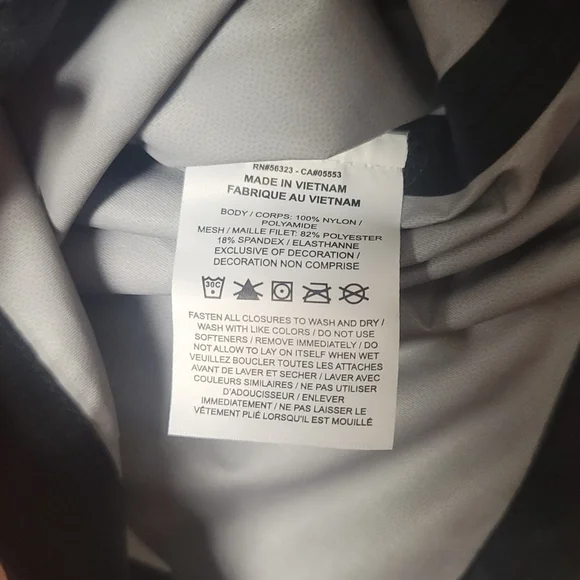 RN#56323 - CA#05553
MADE IN VIETNAM
FABRIQUE AU VIETNAM
BODY / CORPS: 100% NYLON /
POLYAMIDE
MESH / MAILLE FILET: 82% POLYESTER
18% SPANDEX / ELASTHANNE
EXCLUSIVE OF DECORATION /
DECORATION NON COMPRISE
30C
FASTEN ALL CLOSURES TO WASH AND DRY /
WASH WITH LIKE COLORS / DO NOT USE
SOFTENERS / REMOVE IMMEDIATELY / DO
NOT ALLOW TO LAY ON ITSELF WHEN WET
VEUILLEZ BOUCLER TOUTES LES ATTACHES
AVANT DE LAVER ET SECHER / LAVER AVEC
COULEURS SIMILAIRES / NE PAS UTILISER
D'ADOUCISSEUR / ENLEVER
IMMEDIATEMENT / NE PAS LAISSER LE
VÊTEMENT PLIÉ LORSQU'IL EST MOUILLÉ